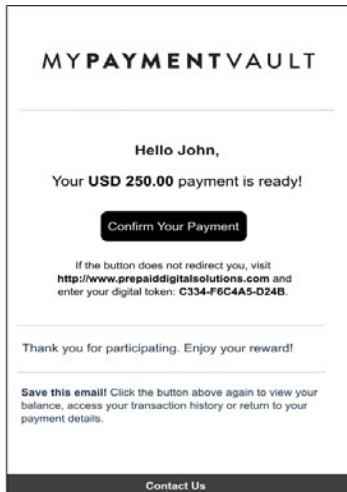 MYPAYMENTVAULT
Hello John,
Your USD 250.00 payment is ready!
Confirm Your Payment
If the button does not redirect you, visit
http://www.prepaiddigitalsolutions.com and
enter your digital token: C334-F6C4A5-D24B.
Thank you for participating. Enjoy your reward!
Save this email! Click the button above again to view your
balance, access your transaction history or return to your
payment details.
Contact Us